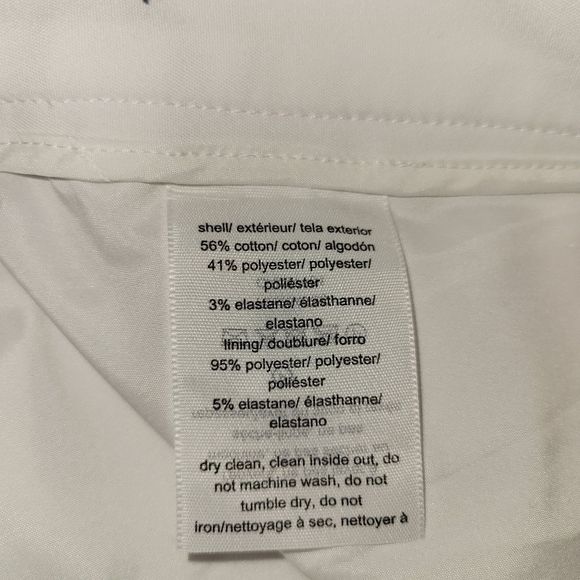 shell/ extérieur/ tela exterior
56% cotton/ coton/ algodón
41% polyester/ polyester/
poliéster
3% elastane/ élasthanne/
elastano
lining/ doublure/ forro
95% polyester/ polyester/
poliéster
5% elastane/ élasthanne/
elastano
dry clean, clean inside out, do
not machine wash, do not
tumble dry, do not
iron/nettoyage à sec, nettoyer à